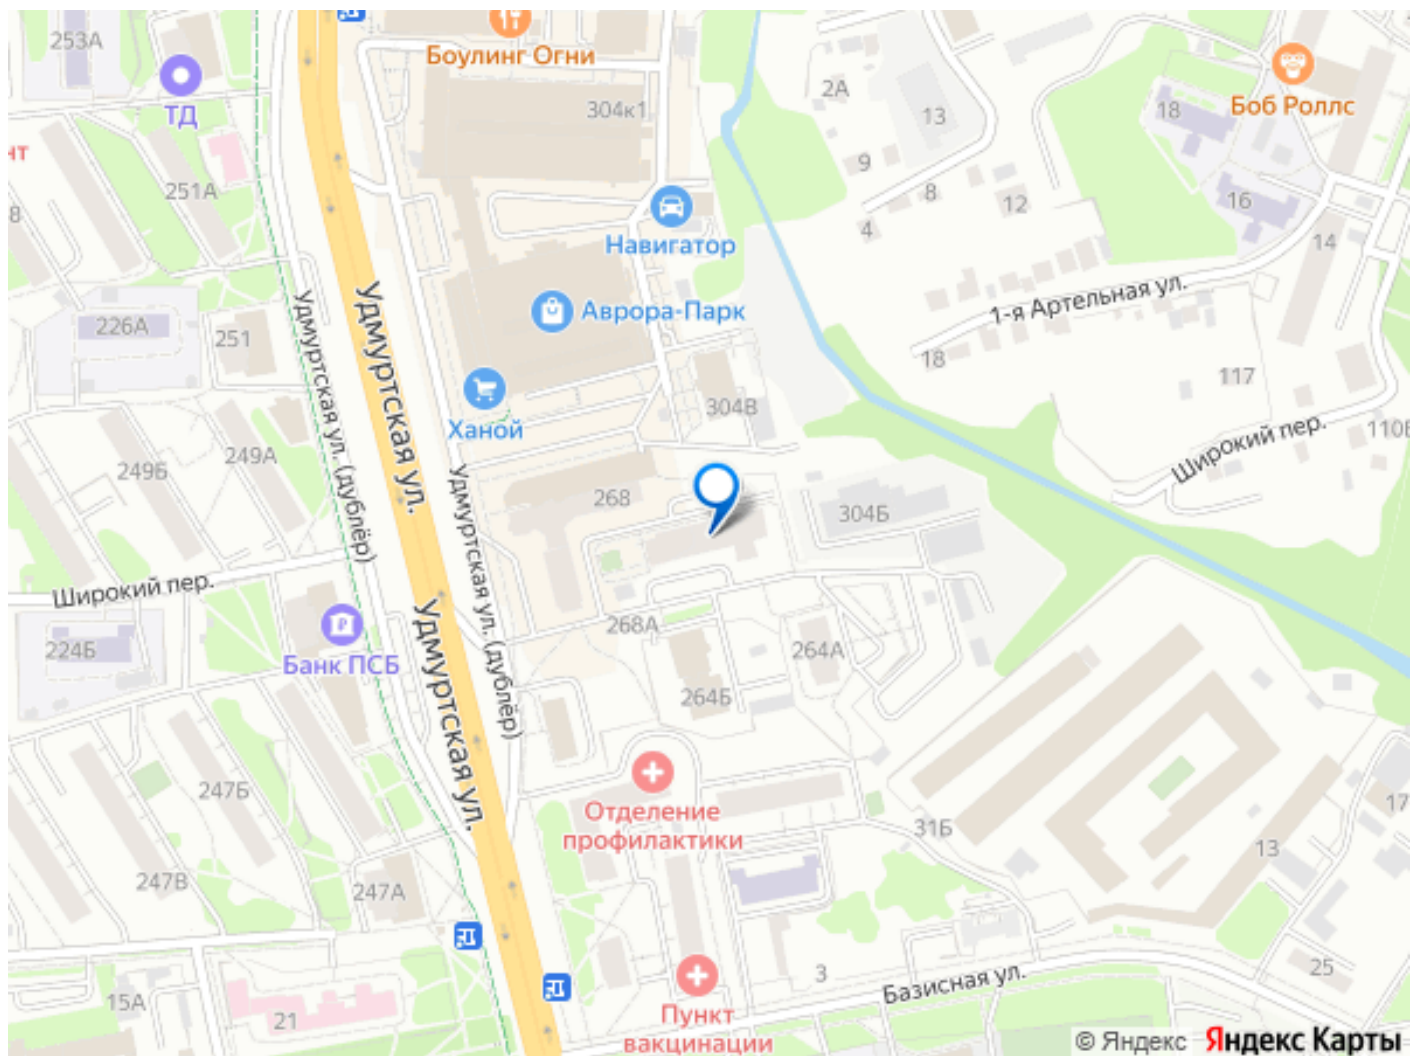 253А
Боулинг Огни
ТД
304к1
2А
13
18
Боб Роллс
нт
251А
9
8
12
16
8
4
14
Навигатор
Удмуртская ул.
Удмуртская ул. (дублёр)
1-я Артельная ул.
226А
251
Аврора-Парк
18
117
Ханой
304В
Широкий пер.
110Б
249Б
249А
268
304Б
Удмуртская ул. (дублёр)
Широкий пер.
Удмуртская ул.
224Б
Банк ПСБ
268А
264А
264Б
247Б
Отделение
профилактики
31Б
13
17
247В
247А
3
25
15А
21
Базисная ул.
Пункт
вакцинации
© Яндекс Яндекс Карты